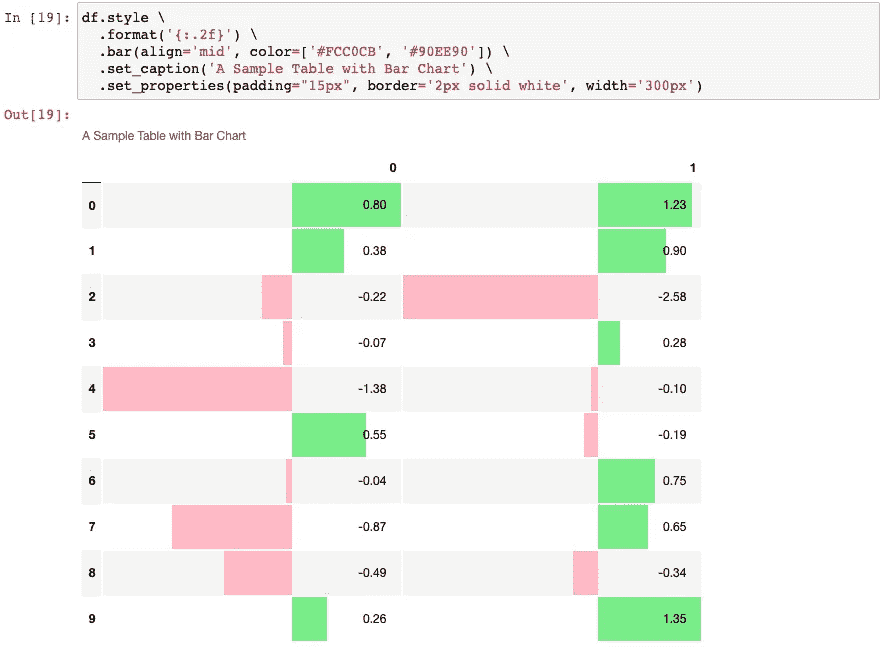 In [19]: df.style \
.format('{:.2f}') \
.bar(align='mid', color=['#FCC0CB', '#90EE90']) \
.set_caption('A Sample Table with Bar Chart') \
.set_properties(padding="15px", border='2px solid white', width='300px')
Out[19]:
A Sample Table with Bar Chart
0 1
0 0.80 1.23
1 0.38 0.90
2 -0.22 -2.58
3 -0.07 0.28
4 -1.38 -0.10
5 0.55 -0.19
6 -0.04 0.75
7 -0.87 0.65
8 -0.49 -0.34
9 0.26 1.35